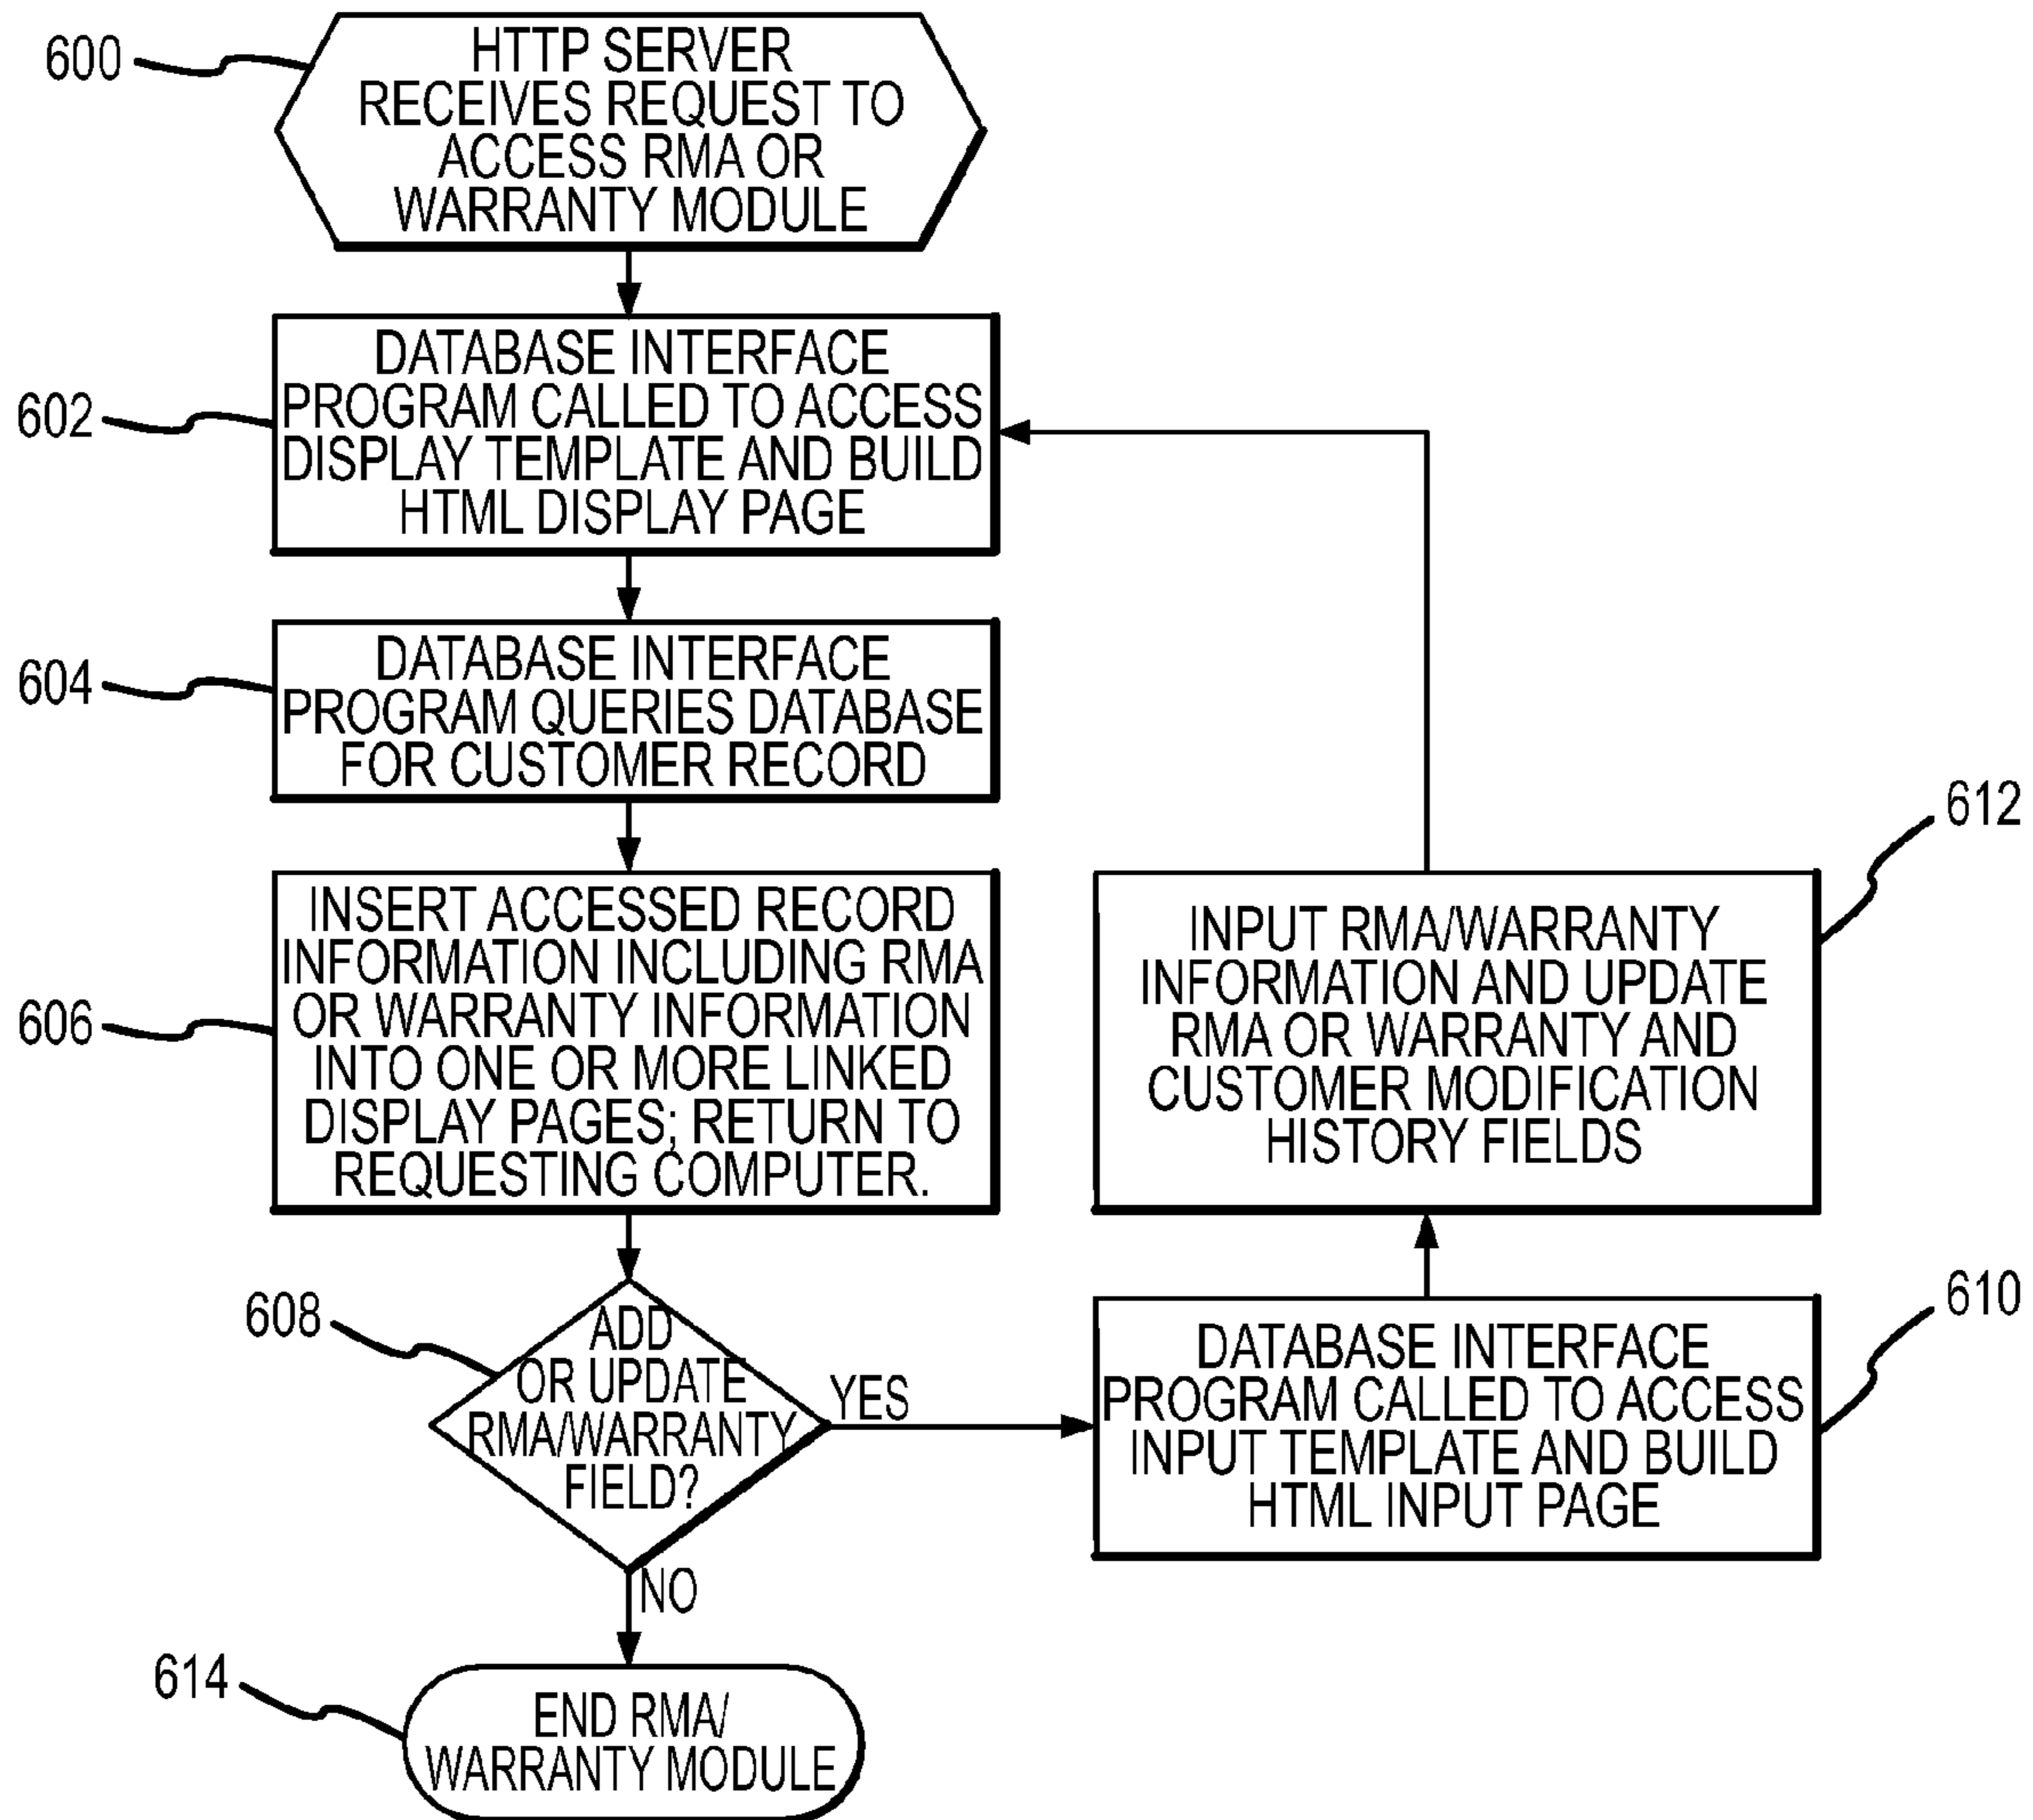 600
HTTP SERVER
RECEIVES REQUEST TO
ACCESS RMA OR
WARRANTY MODULE
602
DATABASE INTERFACE
PROGRAM CALLED TO ACCESS
DISPLAY TEMPLATE AND BUILD
HTML DISPLAY PAGE
604
DATABASE INTERFACE
PROGRAM QUERIES DATABASE
FOR CUSTOMER RECORD
606
INSERT ACCESSED RECORD
INFORMATION INCLUDING RMA
OR WARRANTY INFORMATION
INTO ONE OR MORE LINKED
DISPLAY PAGES; RETURN TO
REQUESTING COMPUTER.
608
ADD
OR UPDATE
RMA/WARRANTY
FIELD?
YES
NO
610
DATABASE INTERFACE
PROGRAM CALLED TO ACCESS
INPUT TEMPLATE AND BUILD
HTML INPUT PAGE
612
INPUT RMA/WARRANTY
INFORMATION AND UPDATE
RMA OR WARRANTY AND
CUSTOMER MODIFICATION
HISTORY FIELDS
614
END RMA/
WARRANTY MODULE